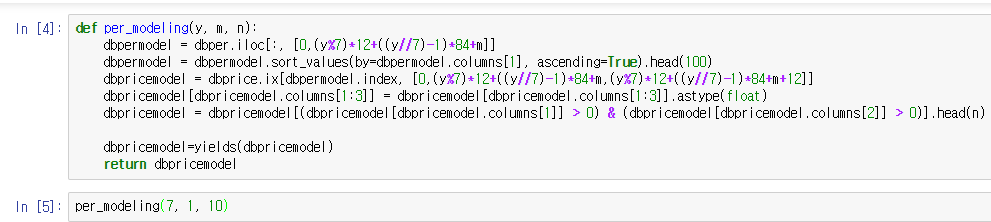 In [4]: def per_modeling(y, m, n):
    dbpermodel = dbper.iloc[:, [0,(y%7)*12+((y//7)-1)*84+m]]
    dbpermodel = dbpermodel.sort_values(by=dbpermodel.columns[1], ascending=True).head(100)
    dbpricemodel = dbprice.ix[dbpermodel.index, [0,(y%7)*12+((y//7)-1)*84+m,(y%7)*12+((y//7)-1)*84+m+12]]
    dbpricemodel[dbpricemodel.columns[1:3]] = dbpricemodel[dbpricemodel.columns[1:3]].astype(float)
    dbpricemodel = dbpricemodel[(dbpricemodel[dbpricemodel.columns[1]] > 0) & (dbpricemodel[dbpricemodel.columns[2]] > 0)].head(n)
    dbpricemodel=yields(dbpricemodel)
    return dbpricemodel
In [5]: per_modeling(7, 1, 10)